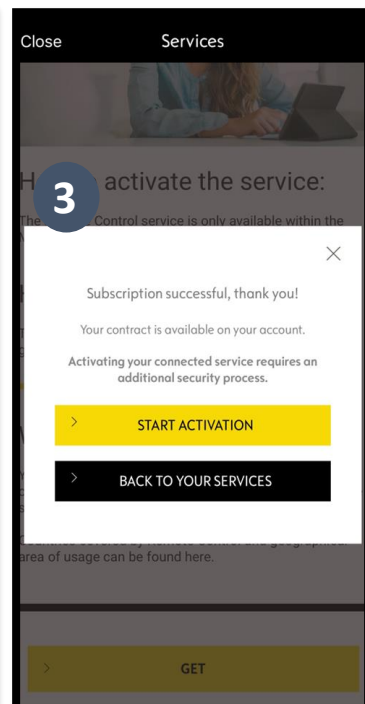 Close Services
activate the service:
3
The Control service is only available within the
Subscription successful, thank you!
Your contract is available on your account.
Activating your connected service requires an
additional security process.
START ACTIVATION
BACK TO YOUR SERVICES
area of usage can be found here.
GET